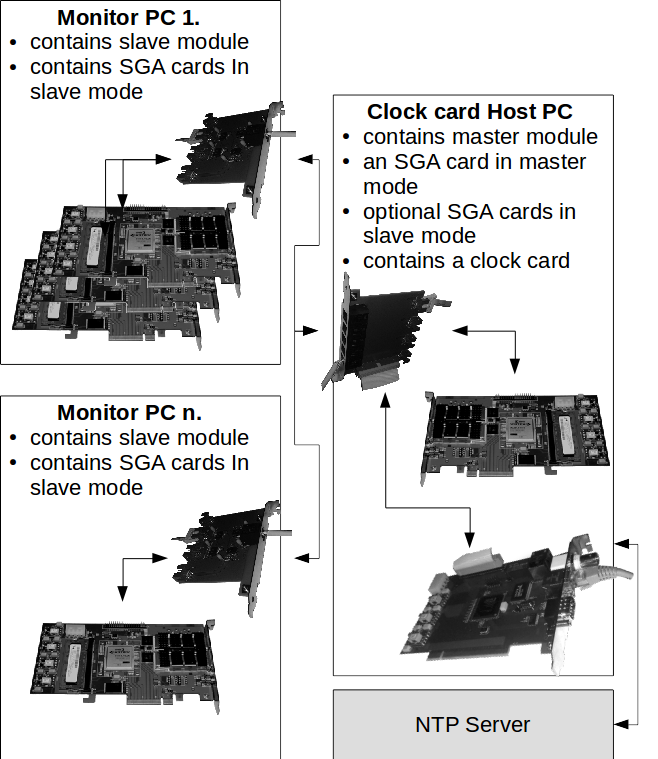 Monitor PC 1.
• contains slave module
• contains SGA cards In
slave mode
Clock card Host PC
• contains master module
• an SGA card in master
mode
• optional SGA cards in
slave mode
• contains a clock card
Monitor PC n.
• contains slave module
• contains SGA cards In
slave mode
NTP Server